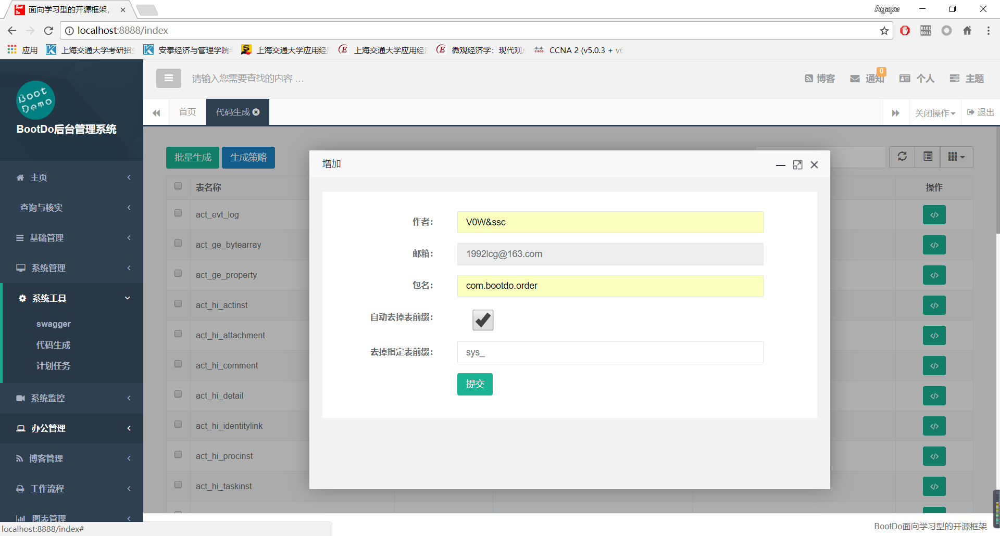 面向学习型的开源框架,
Agape
localhost:8888/index
应用
上海交通大学考研招生
安泰经济与管理学院
上海交通大学应用经
上海交通大学应用经
微观经济学：现代观
CCNA 2 (v5.0.3 + v6
Boot
Demo
BootDo后台管理系统
请输入您需要查找的内容 …
博客
通知
0
个人
主题
首页
代码生成
关闭操作
退出
主页
查询与核实
基础管理
系统管理
系统工具
swagger
代码生成
计划任务
系统监控
办公管理
博客管理
工作流程
图表管理
批量生成
生成策略
表名称
操作
act_evt_log
act_ge_bytearray
act_ge_property
act_hi_actinst
act_hi_attachment
act_hi_comment
act_hi_detail
act_hi_identitylink
act_hi_procinst
act_hi_taskinst
增加
作者：
V0W&ssc
邮箱：
1992lcg@163.com
包名：
com.bootdo.order
自动去掉表前缀：
去掉指定表前缀：
sys_
提交
localhost:8888/index#
BootDo面向学习型的开源框架